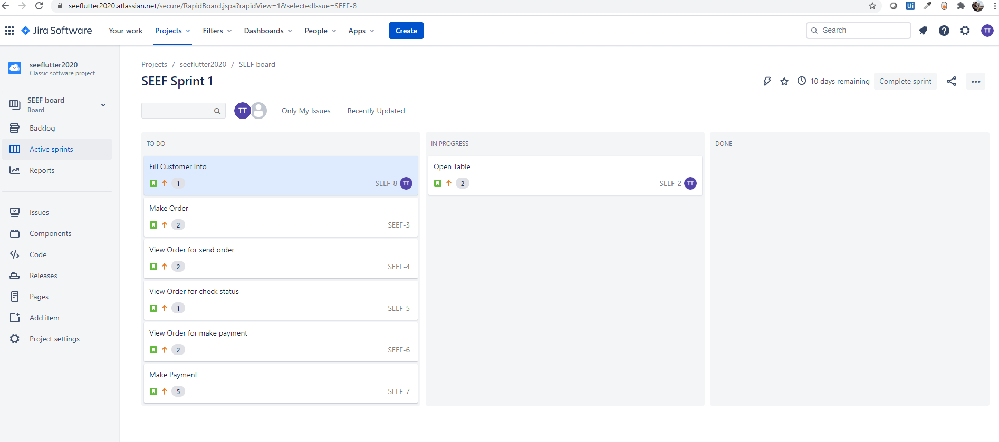 seeflutter2020.atlassian.net/secure/RapidBoard.jspa?rapidView=1&selectedIssue=SEEF-8
Ui
Jira Software Your work Projects Filters Dashboards People Apps Create Search ? TT
seeflutter2020
Classic software project
SEEF board
Board
Backlog
Active sprints
Reports
Issues
Components
Code
Releases
Pages
Add item
Project settings
Projects / seeflutter2020 / SEEF board
SEEF Sprint 1
10 days remaining Complete sprint
TT Only My Issues Recently Updated
TO DO
Fill Customer Info
1 SEEF-8 TT
Make Order
2 SEEF-3
View Order for send order
2 SEEF-4
View Order for check status
1 SEEF-5
View Order for make payment
2 SEEF-6
Make Payment
5 SEEF-7
IN PROGRESS
Open Table
2 SEEF-2 TT
DONE